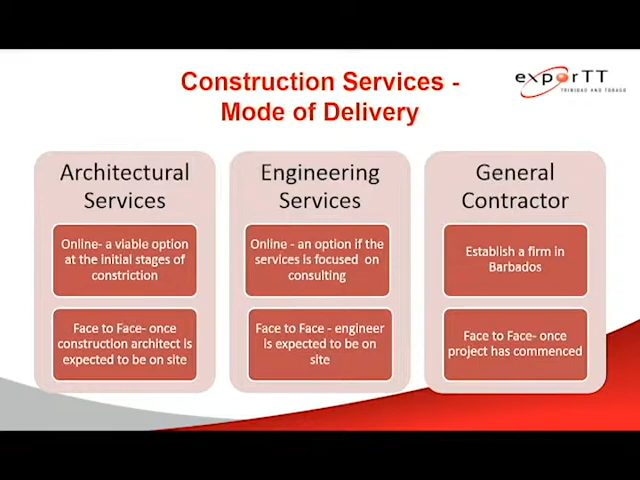 Construction Services -
Mode of Delivery
exporTT
TRINIDAD AND TOBAGO
Architectural
Services
Online- a viable option
at the initial stages of
constriction
Face to Face- once
construction architect is
expected to be on site
Engineering
Services
Online - an option if the
services is focused on
consulting
Face to Face - engineer
is expected to be on
site
General
Contractor
Establish a firm in
Barbados
Face to Face- once
project has commenced